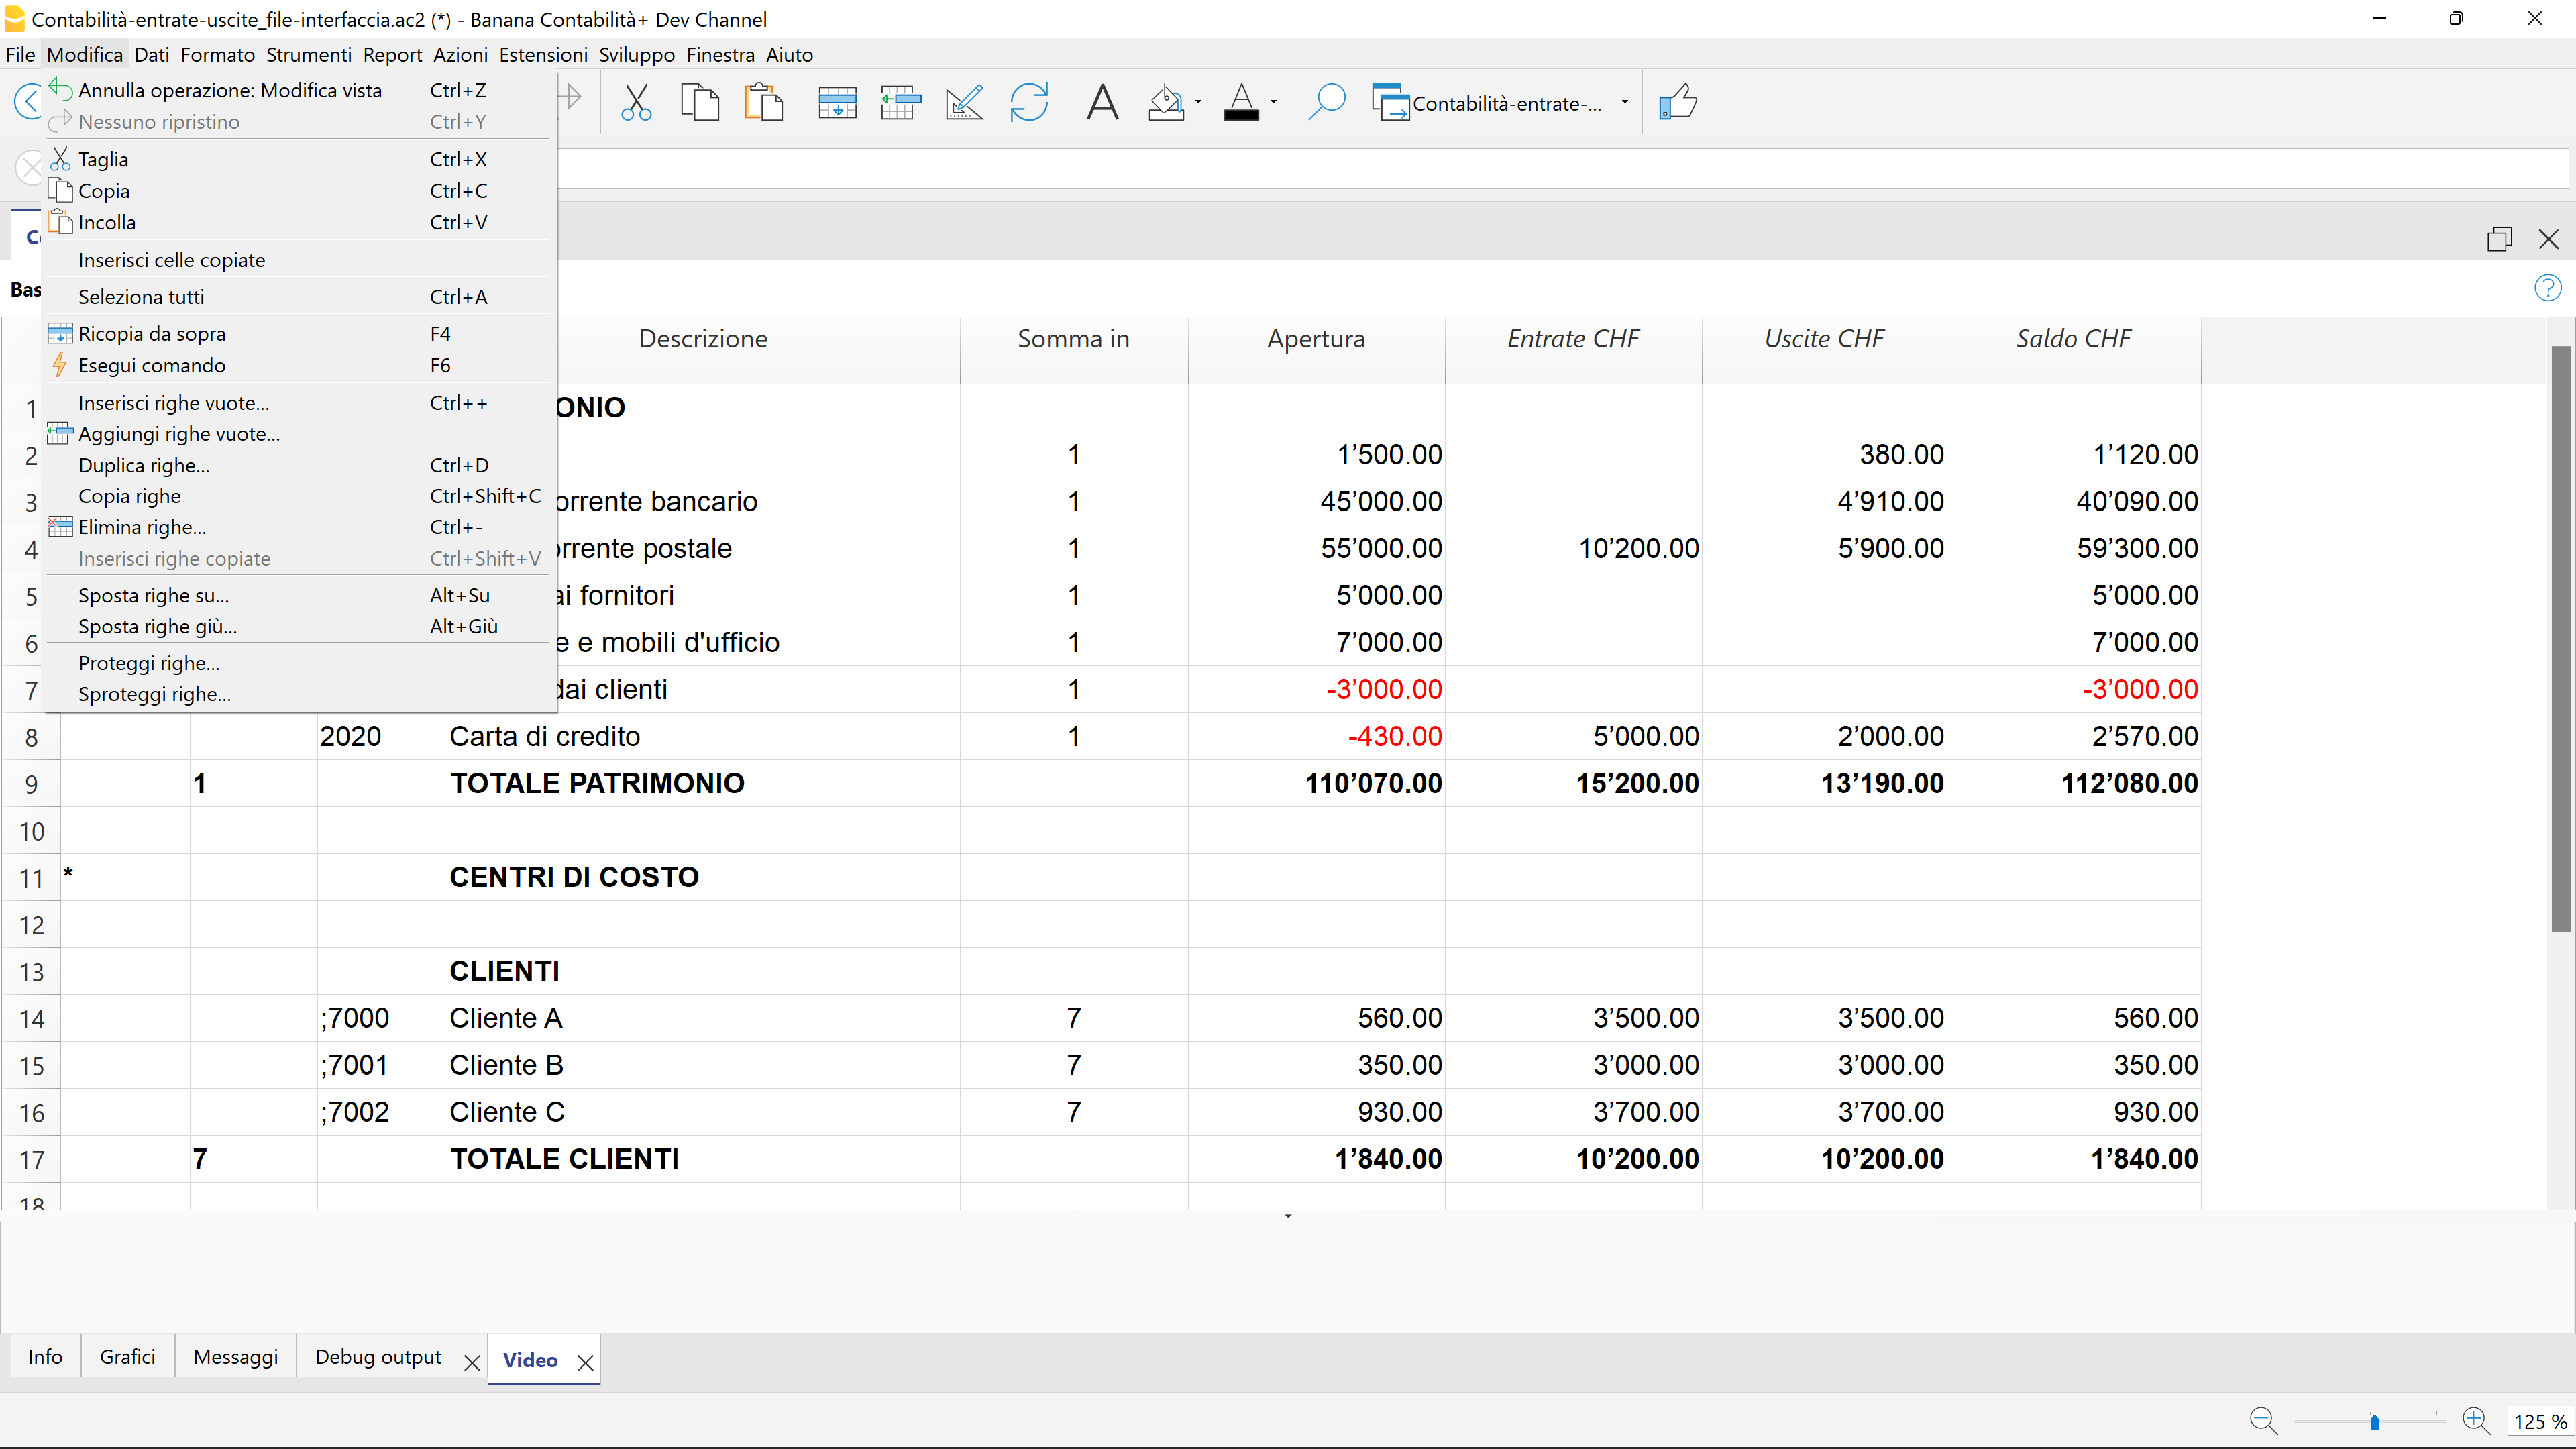 Contabilità-entrate-uscite_file-interfaccia.ac2 (*) - Banana Contabilità+ Dev Channel
File Modifica Dati Formato Strumenti Report Azioni Estensioni Sviluppo Finestra Aiuto
Contabilità-entrate-...
Annulla operazione: Modifica vista Ctrl+Z
Nessuno ripristino Ctrl+Y
Taglia Ctrl+X
Copia Ctrl+C
Incolla Ctrl+V
Inserisci celle copiate
Seleziona tutti Ctrl+A
Ricopia da sopra F4
Esegui comando F6
Inserisci righe vuote... Ctrl++
Aggiungi righe vuote...
Duplica righe... Ctrl+D
Copia righe Ctrl+Shift+C
Elimina righe... Ctrl+-
Inserisci righe copiate Ctrl+Shift+V
Sposta righe su... Alt+Su
Sposta righe giù... Alt+Giù
Proteggi righe...
Sproteggi righe...
Bas
Descrizione Somma in Apertura Entrate CHF Uscite CHF Saldo CHF
1 ONIO
2 1 1’500.00 380.00 1’120.00
3 orrente bancario 1 45’000.00 4’910.00 40’090.00
4 orrente postale 1 55’000.00 10’200.00 5’900.00 59’300.00
5 ai fornitori 1 5’000.00 5’000.00
6 e e mobili d'ufficio 1 7’000.00 7’000.00
7 dai clienti 1 -3’000.00 -3’000.00
8 2020 Carta di credito 1 -430.00 5’000.00 2’000.00 2’570.00
9 1 TOTALE PATRIMONIO 110’070.00 15’200.00 13’190.00 112’080.00
10
11 * CENTRI DI COSTO
12
13 CLIENTI
14 ;7000 Cliente A 7 560.00 3’500.00 3’500.00 560.00
15 ;7001 Cliente B 7 350.00 3’000.00 3’000.00 350.00
16 ;7002 Cliente C 7 930.00 3’700.00 3’700.00 930.00
17 7 TOTALE CLIENTI 1’840.00 10’200.00 10’200.00 1’840.00
18
Info Grafici Messaggi Debug output Video
125 %